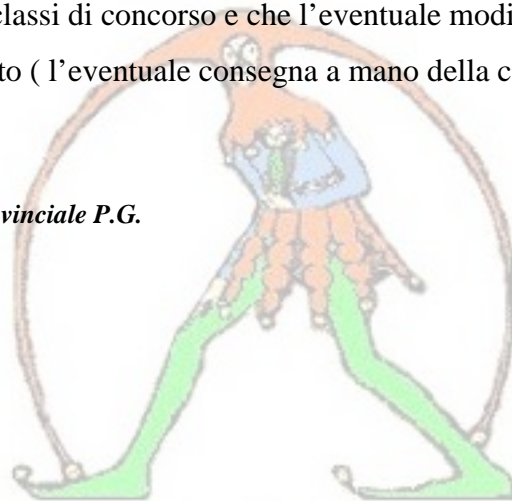 classi di concorso e che l’eventuale modi
to ( l’eventuale consegna a mano della c
vinciale P.G.